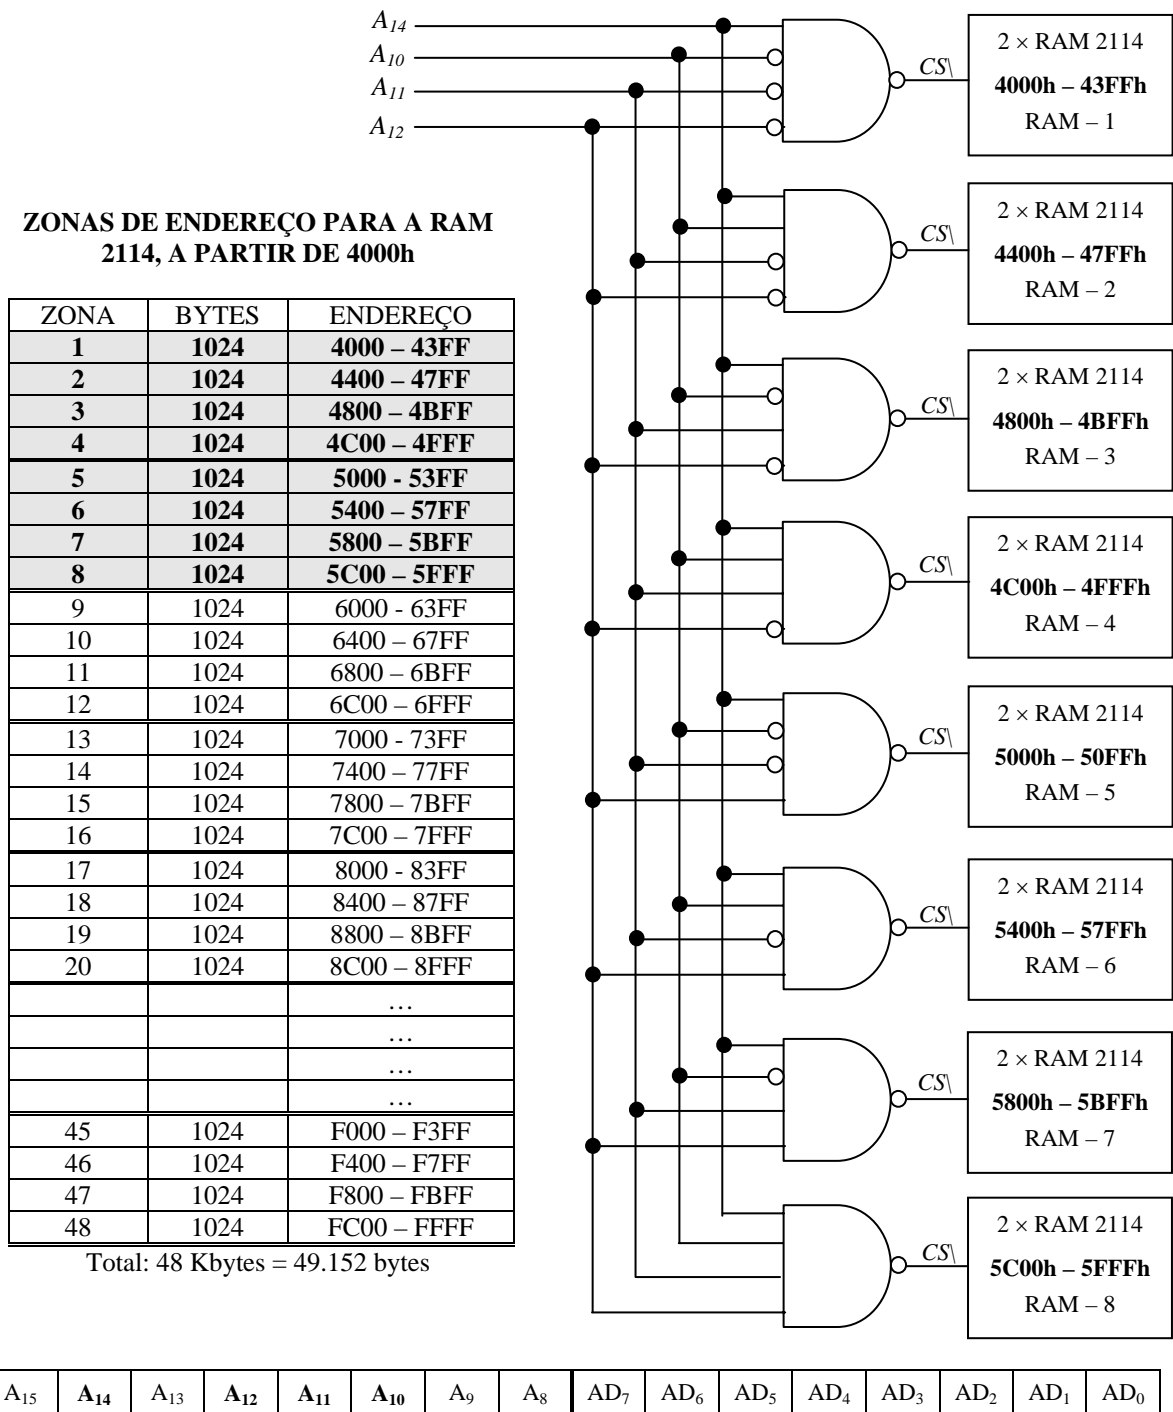 A14
A10
A11
A12
CS\
2 × RAM 2114
4000h – 43FFh
RAM – 1
CS\
2 × RAM 2114
4400h – 47FFh
RAM – 2
CS\
2 × RAM 2114
4800h – 4BFFh
RAM – 3
CS\
2 × RAM 2114
4C00h – 4FFFh
RAM – 4
CS\
2 × RAM 2114
5000h – 50FFh
RAM – 5
CS\
2 × RAM 2114
5400h – 57FFh
RAM – 6
CS\
2 × RAM 2114
5800h – 5BFFh
RAM – 7
CS\
2 × RAM 2114
5C00h – 5FFFh
RAM – 8
ZONAS DE ENDEREÇO PARA A RAM
2114, A PARTIR DE 4000h
ZONA BYTES ENDEREÇO
1 1024 4000 – 43FF
2 1024 4400 – 47FF
3 1024 4800 – 4BFF
4 1024 4C00 – 4FFF
5 1024 5000 - 53FF
6 1024 5400 – 57FF
7 1024 5800 – 5BFF
8 1024 5C00 – 5FFF
9 1024 6000 - 63FF
10 1024 6400 – 67FF
11 1024 6800 – 6BFF
12 1024 6C00 – 6FFF
13 1024 7000 - 73FF
14 1024 7400 – 77FF
15 1024 7800 – 7BFF
16 1024 7C00 – 7FFF
17 1024 8000 - 83FF
18 1024 8400 – 87FF
19 1024 8800 – 8BFF
20 1024 8C00 – 8FFF
…
…
…
…
45 1024 F000 – F3FF
46 1024 F400 – F7FF
47 1024 F800 – FBFF
48 1024 FC00 – FFFF
Total: 48 Kbytes = 49.152 bytes
A15 A14 A13 A12 A11 A10 A9 A8 AD7 AD6 AD5 AD4 AD3 AD2 AD1 AD0